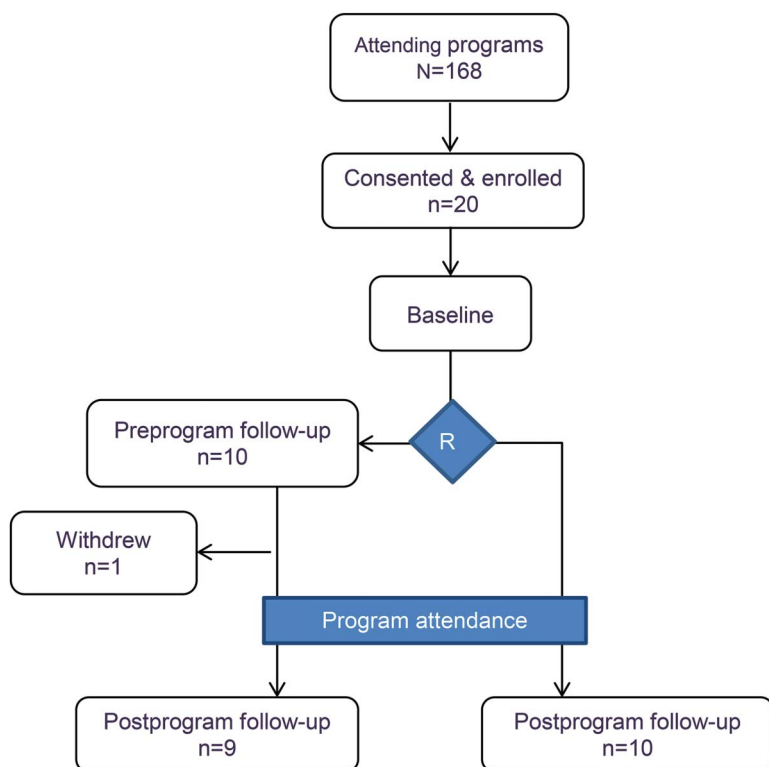 Attending programs
N=168
Consented & enrolled
n=20
Baseline
R
Preprogram follow-up
n=10
Withdrew
n=1
Program attendance
Postprogram follow-up
n=9
Postprogram follow-up
n=10